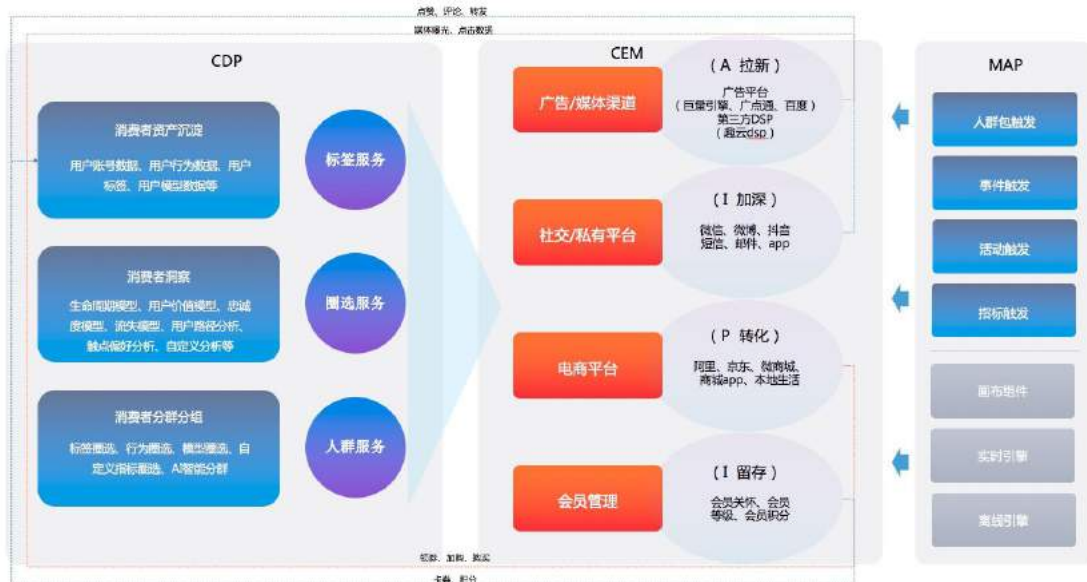 点赞、评论、转发
媒体曝光、点击数据
CDP
消费者资产沉淀
用户账号数据、用户行为数据、用户
标签、用户模型数据等
标签服务
消费者洞察
生命周期模型、用户价值模型、忠诚
度模型、流失模型、用户路径分析、
触点偏好分析、自定义分析等
圈选服务
消费者分群分组
标签圈选、行为圈选、模型圈选、自
定义指标圈选、AI智能分群
人群服务
CEM
广告/媒体渠道
(A 拉新)
广告平台
(巨量引擎、广点通、百度)
第三方DSP
(趣云dsp)
社交/私有平台
(I 加深)
微信、微博、抖音
短信、邮件、app
电商平台
(P 转化)
阿里、京东、微商城、
商城app、本地生活
会员管理
(I 留存)
会员关怀、会员
等级、会员积分
MAP
人群包触发
事件触发
活动触发
指标触发
画布组件
实时引擎
离线引擎
领券、加购、购买
卡券、积分